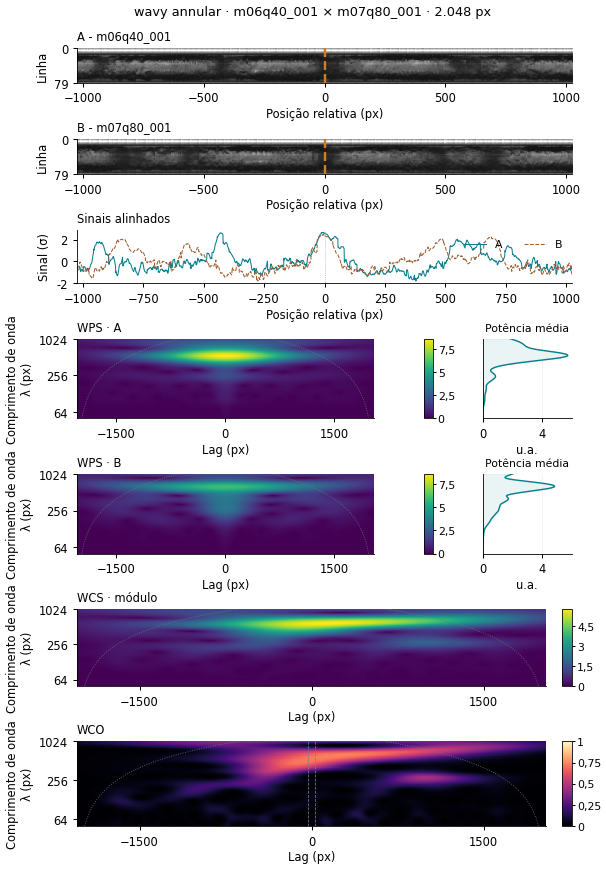 wavy annular · m06q40_001 × m07q80_001 · 2.048 px
A - m06q40_001
0
79
Linha
−1000 −500 0 500 1000
Posição relativa (px)
B - m07q80_001
0
79
Linha
−1000 −500 0 500 1000
Posição relativa (px)
Sinais alinhados
2
0
−2
Sinal (σ)
A B
−1000 −750 −500 −250 0 250 500 750 1000
Posição relativa (px)
WPS · A
1024
256
64
Comprimento de onda
λ (px)
−1500 0 1500
Lag (px)
7,5
5
2,5
0
Potência média
0 4
u.a.
WPS · B
1024
256
64
Comprimento de onda
λ (px)
−1500 0 1500
Lag (px)
7,5
5
2,5
0
Potência média
0 4
u.a.
WCS · módulo
1024
256
64
Comprimento de onda
λ (px)
−1500 0 1500
Lag (px)
4,5
3
1,5
0
WCO
1024
256
64
Comprimento de onda
λ (px)
−1500 0 1500
Lag (px)
1
0,75
0,5
0,25
0